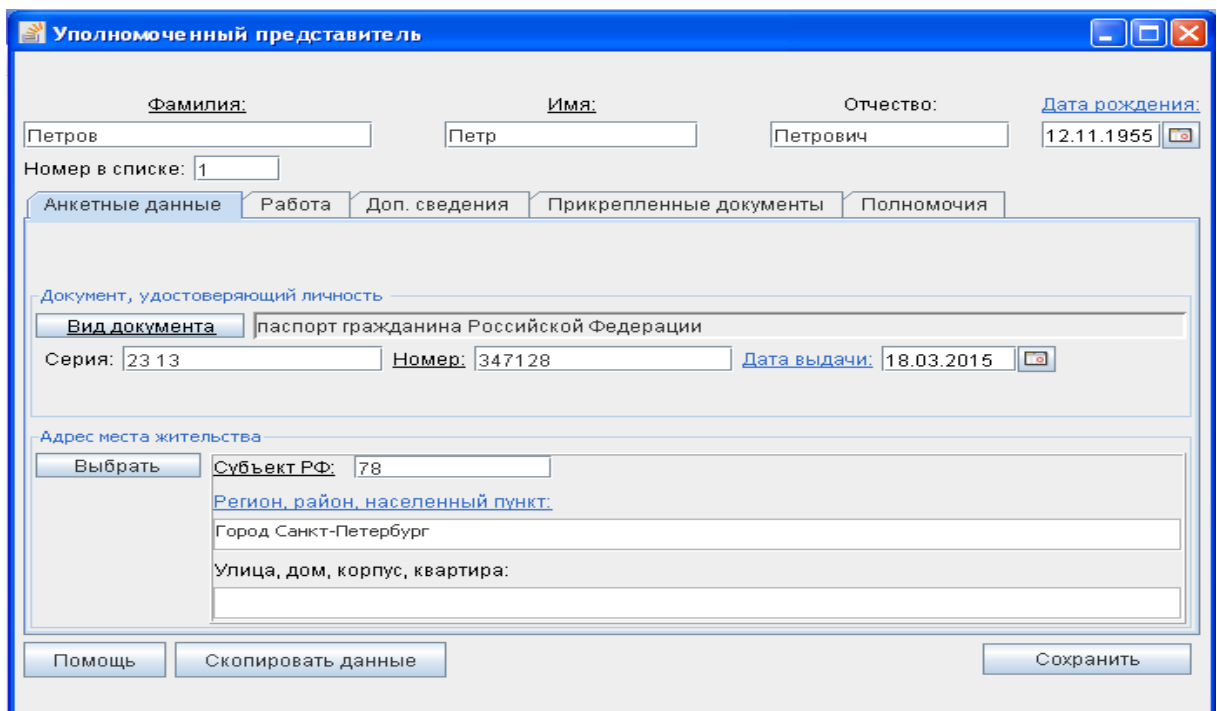 Уполномоченный представитель
Фамилия: Имя: Отчество: Дата рождения:
Петров Петр Петрович 12.11.1955
Номер в списке: 1
Анкетные данные Работа Доп. сведения Прикрепленные документы Полномочия
Документ, удостоверяющий личность
Вид документа паспорт гражданина Российской Федерации
Серия: 23 13 Номер: 347128 Дата выдачи: 18.03.2015
Адрес места жительства
Выбрать Субъект РФ: 78
Регион, район, населенный пункт:
Город Санкт-Петербург
Улица, дом, корпус, квартира:
Помощь Скопировать данные Сохранить